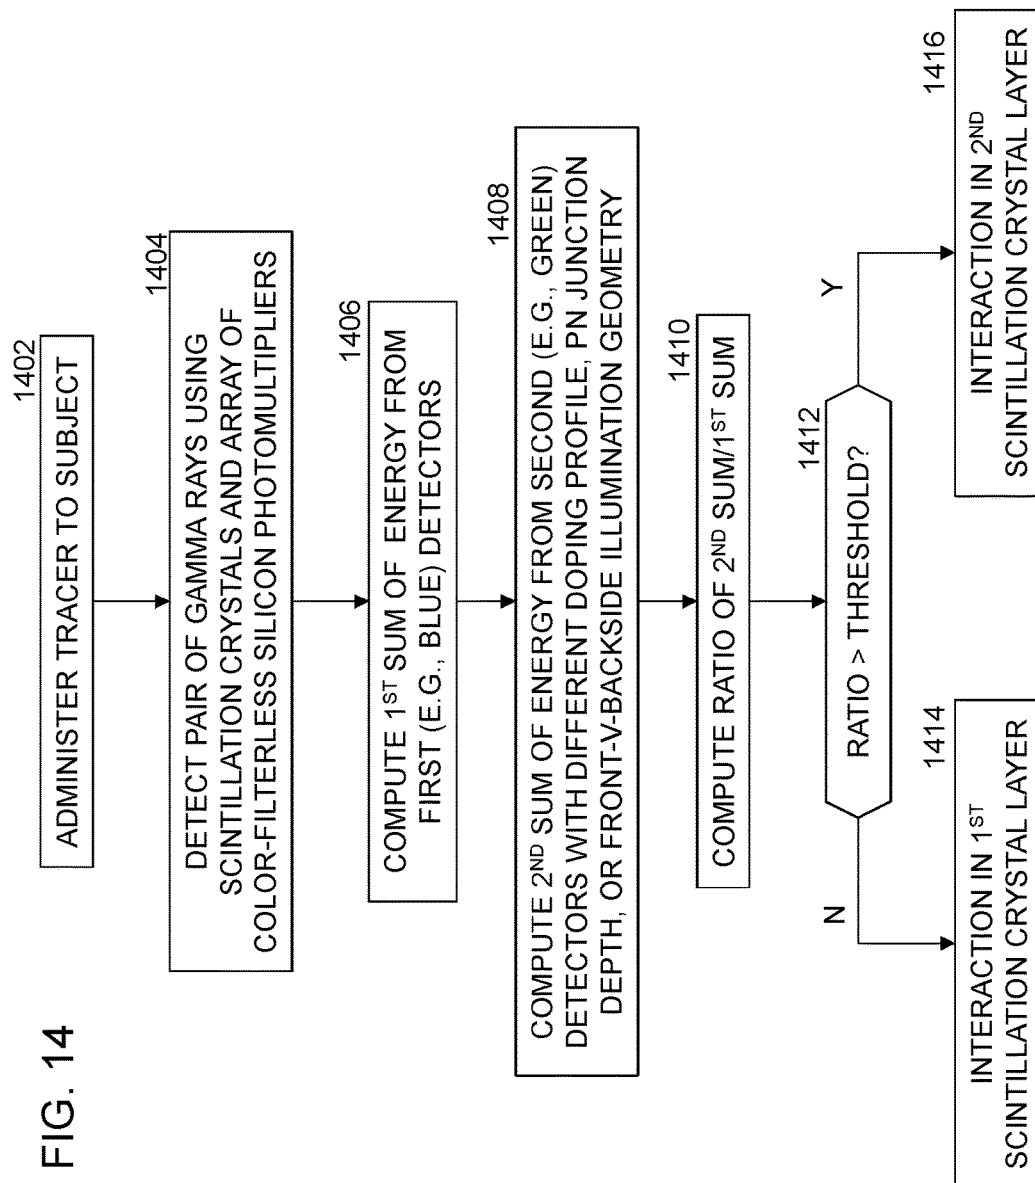 FIG. 14
1402
ADMINISTER TRACER TO SUBJECT
1404
DETECT PAIR OF GAMMA RAYS USING
SCINTILLATION CRYSTALS AND ARRAY OF
COLOR-FILTERLESS SILICON PHOTOMULTIPLIERS
1406
COMPUTE 1ST SUM OF ENERGY FROM
FIRST (E.G., BLUE) DETECTORS
1408
COMPUTE 2ND SUM OF ENERGY FROM SECOND (E.G., GREEN)
DETECTORS WITH DIFFERENT DOPING PROFILE, PN JUNCTION
DEPTH, OR FRONT-V-BACKSIDE ILLUMINATION GEOMETRY
1410
COMPUTE RATIO OF 2ND SUM/1ST SUM
1412
RATIO > THRESHOLD?
N
Y
1414
INTERACTION IN 1ST
SCINTILLATION CRYSTAL LAYER
1416
INTERACTION IN 2ND
SCINTILLATION CRYSTAL LAYER